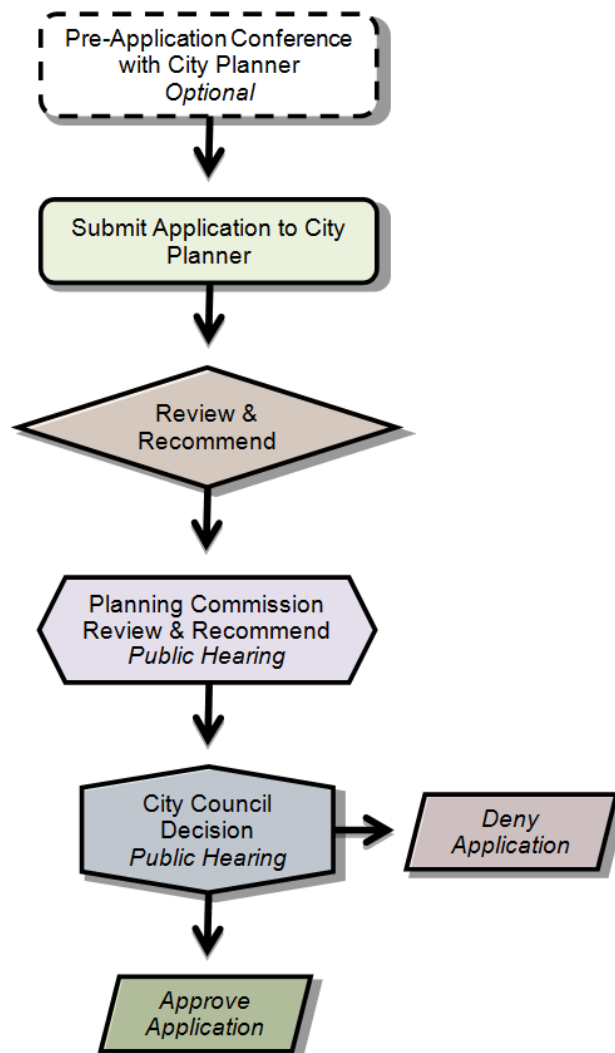 Pre-Application Conference
with City Planner
Optional
Submit Application to City
Planner
Review &
Recommend
Planning Commission
Review & Recommend
Public Hearing
City Council
Decision
Public Hearing
Deny
Application
Approve
Application